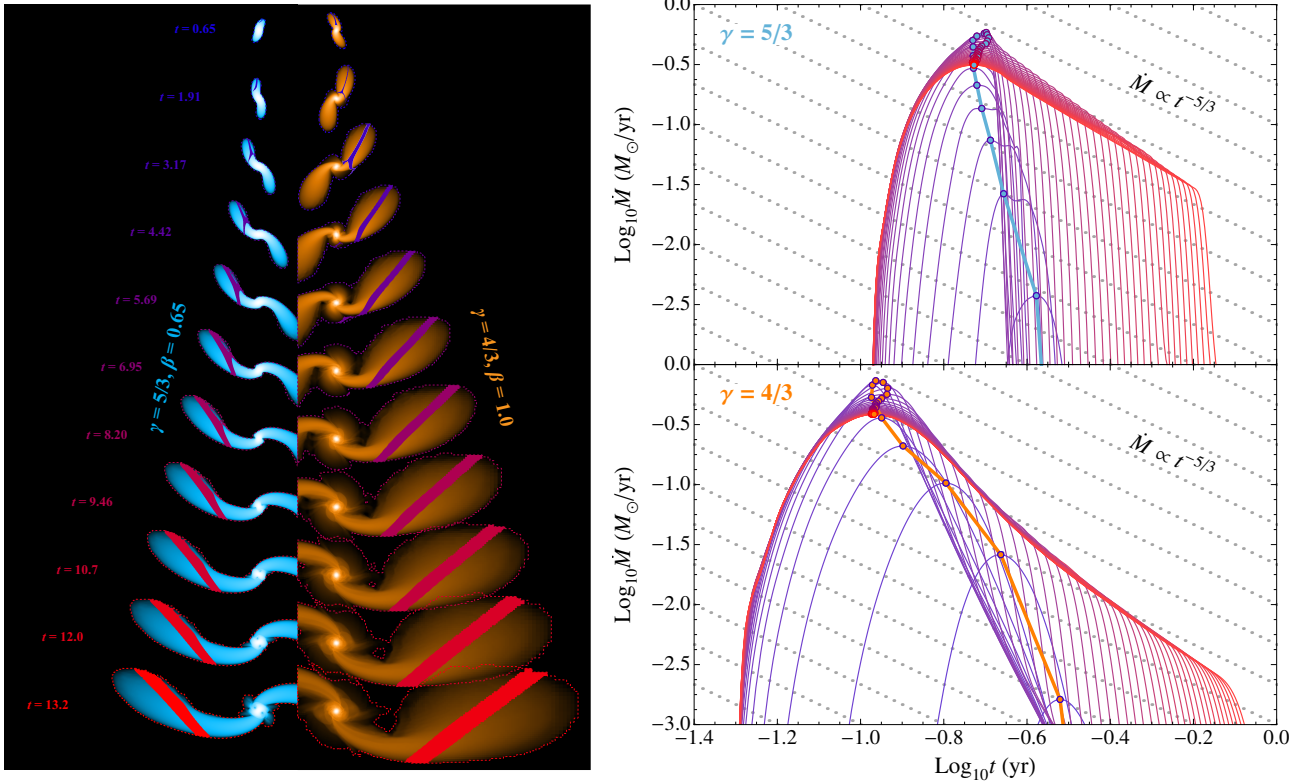 t = 0.65
t = 1.91
t = 3.17
t = 4.42
t = 5.69
t = 6.95
t = 8.20
t = 9.46
t = 10.7
t = 12.0
t = 13.2
γ = 5/3, β = 0.65
γ = 4/3, β = 1.0
0.0
−0.5
−1.0
−1.5
−2.0
−2.5
0.0
Log₁₀Ṁ (M☉/yr)
γ = 5/3
Ṁ ∝ t⁻⁵/³
−0.5
−1.0
−1.5
−2.0
−2.5
−3.0
Log₁₀Ṁ (M☉/yr)
γ = 4/3
Ṁ ∝ t⁻⁵/³
−1.4 −1.2 −1.0 −0.8 −0.6 −0.4 −0.2 0.0
Log₁₀t (yr)